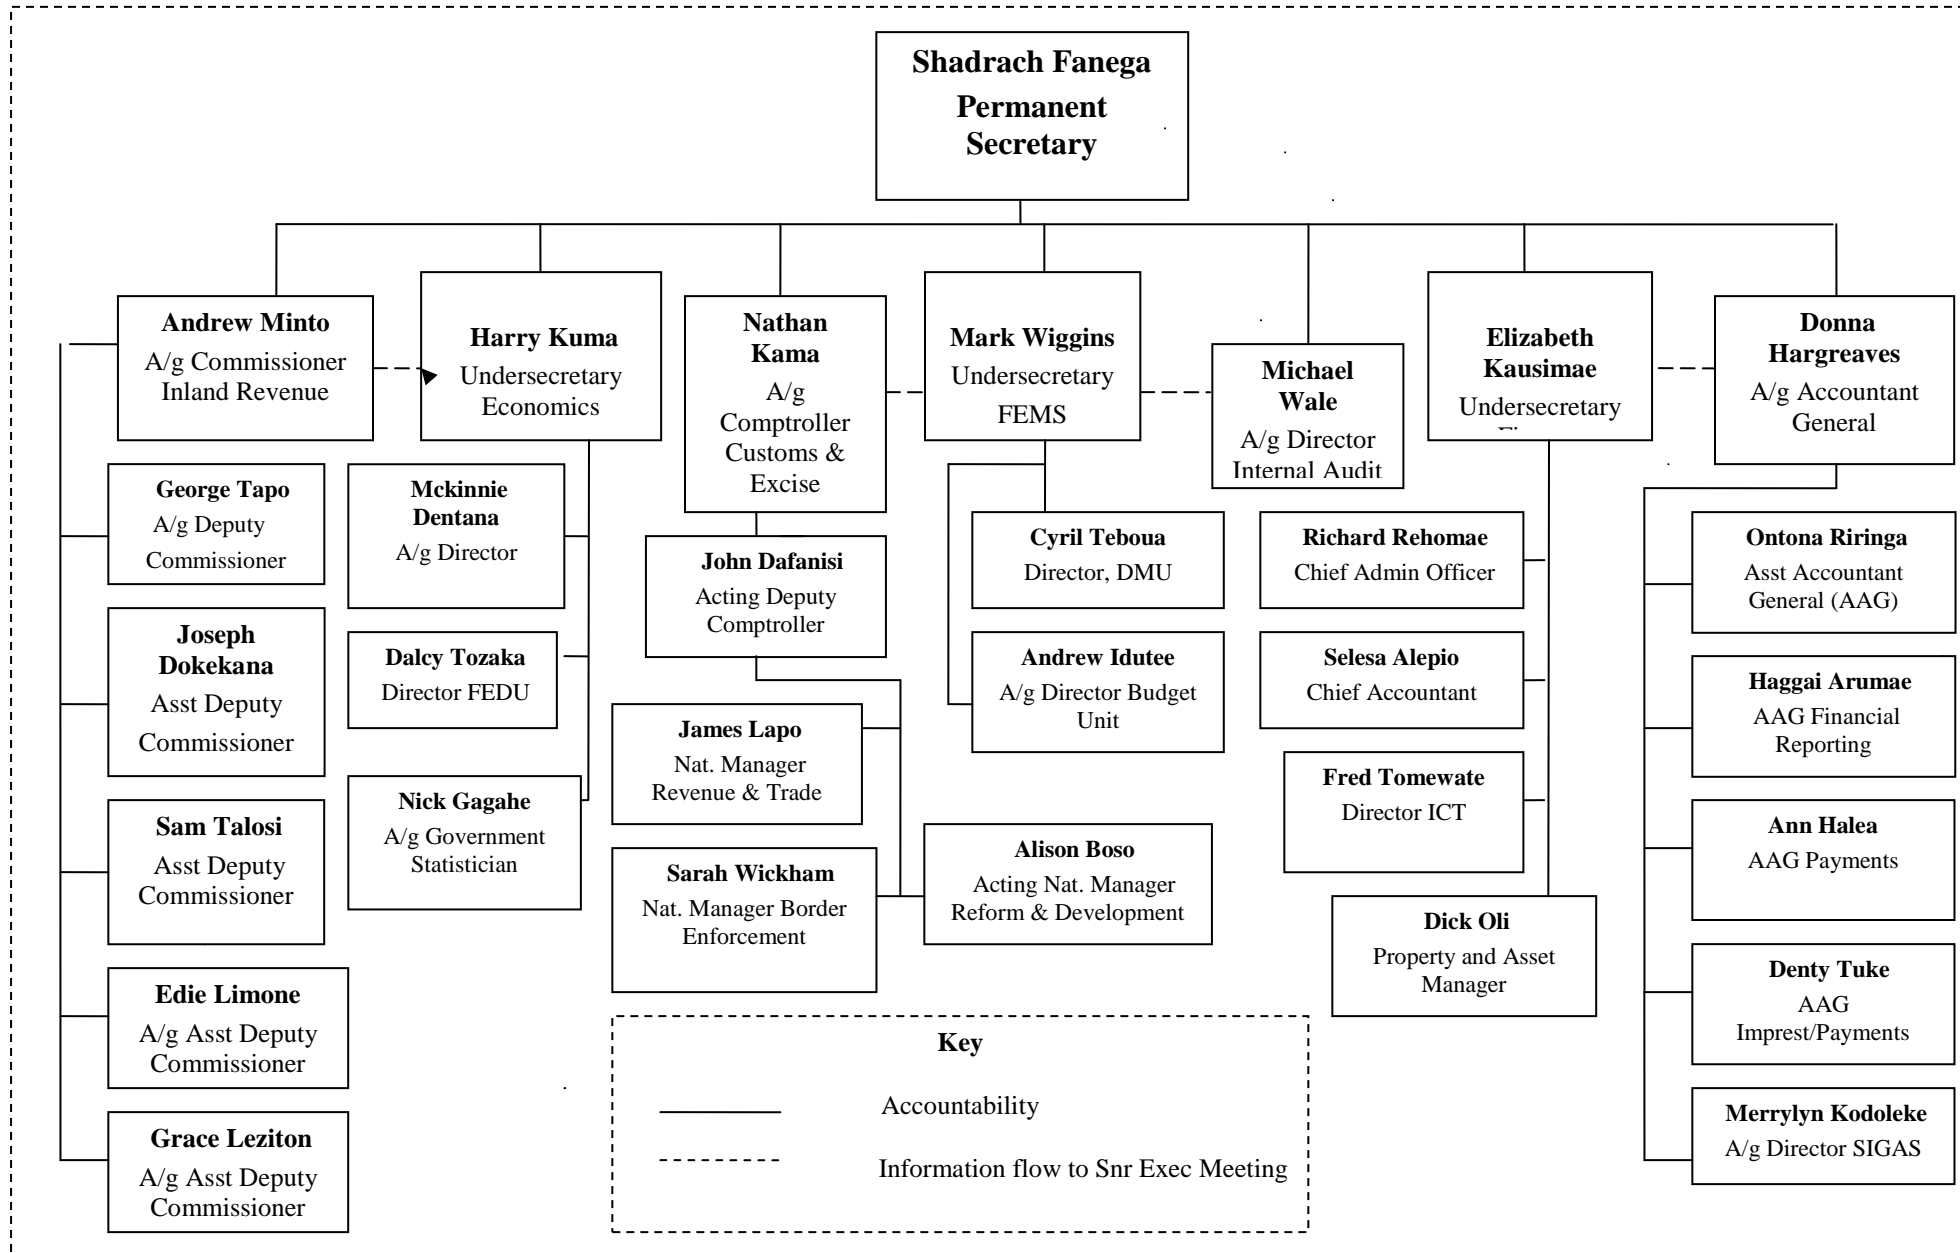 Shadrach Fanega
Permanent
Secretary
Andrew Minto
A/g Commissioner
Inland Revenue
Harry Kuma
Undersecretary
Economics
Nathan
Kama
A/g
Comptroller
Customs &
Excise
Mark Wiggins
Undersecretary
FEMS
Michael
Wale
A/g Director
Internal Audit
Elizabeth
Kausimae
Undersecretary
Donna
Hargreaves
A/g Accountant
General
George Tapo
A/g Deputy
Commissioner
Joseph
Dokekana
Asst Deputy
Commissioner
Sam Talosi
Asst Deputy
Commissioner
Edie Limone
A/g Asst Deputy
Commissioner
Grace Leziton
A/g Asst Deputy
Commissioner
Mckinnie
Dentana
A/g Director
Dalcy Tozaka
Director FEDU
Nick Gagahe
A/g Government
Statistician
John Dafanisi
Acting Deputy
Comptroller
James Lapo
Nat. Manager
Revenue & Trade
Sarah Wickham
Nat. Manager Border
Enforcement
Alison Boso
Acting Nat. Manager
Reform & Development
Cyril Teboua
Director, DMU
Andrew Idutee
A/g Director Budget
Unit
Richard Rehomae
Chief Admin Officer
Selesa Alepio
Chief Accountant
Fred Tomewate
Director ICT
Dick Oli
Property and Asset
Manager
Ontona Riringa
Asst Accountant
General (AAG)
Haggai Arumae
AAG Financial
Reporting
Ann Halea
AAG Payments
Denty Tuke
AAG
Imprest/Payments
Merrylyn Kodoleke
A/g Director SIGAS
Key
Accountability
Information flow to Snr Exec Meeting